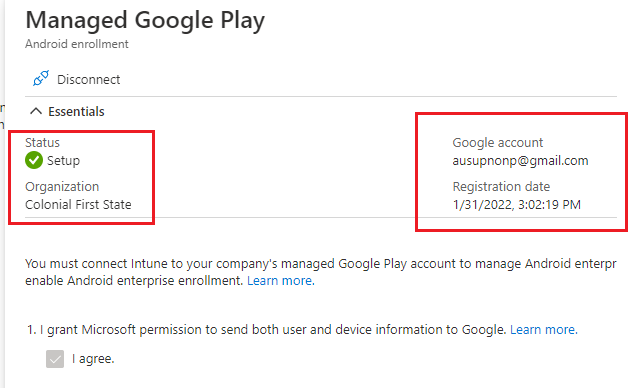 Managed Google Play
Android enrollment
Disconnect
Essentials
Status
Setup
Organization
Colonial First State
Google account
ausupnonp@gmail.com
Registration date
1/31/2022, 3:02:19 PM
You must connect Intune to your company's managed Google Play account to manage Android enterpr
enable Android enterprise enrollment. Learn more.
1. I grant Microsoft permission to send both user and device information to Google. Learn more.
I agree.